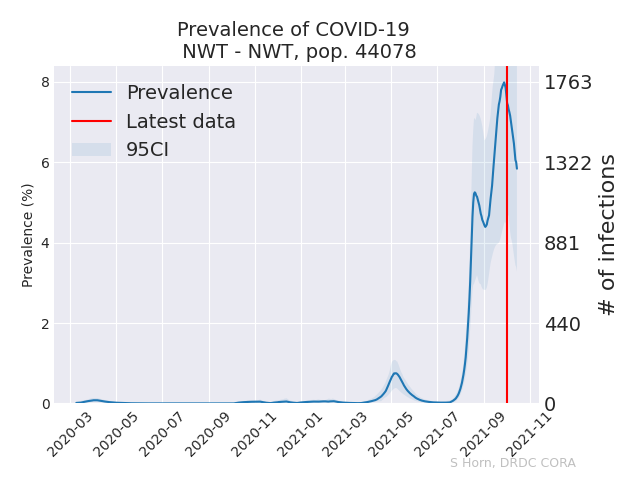 Prevalence of COVID-19
NWT - NWT, pop. 44078
Prevalence
Latest data
95CI
Prevalence (%)
8
6
4
2
0
1763
1322
881
440
0
# of infections
2020-03
2020-05
2020-07
2020-09
2020-11
2021-01
2021-03
2021-05
2021-07
2021-09
2021-11
S Horn, DRDC CORA